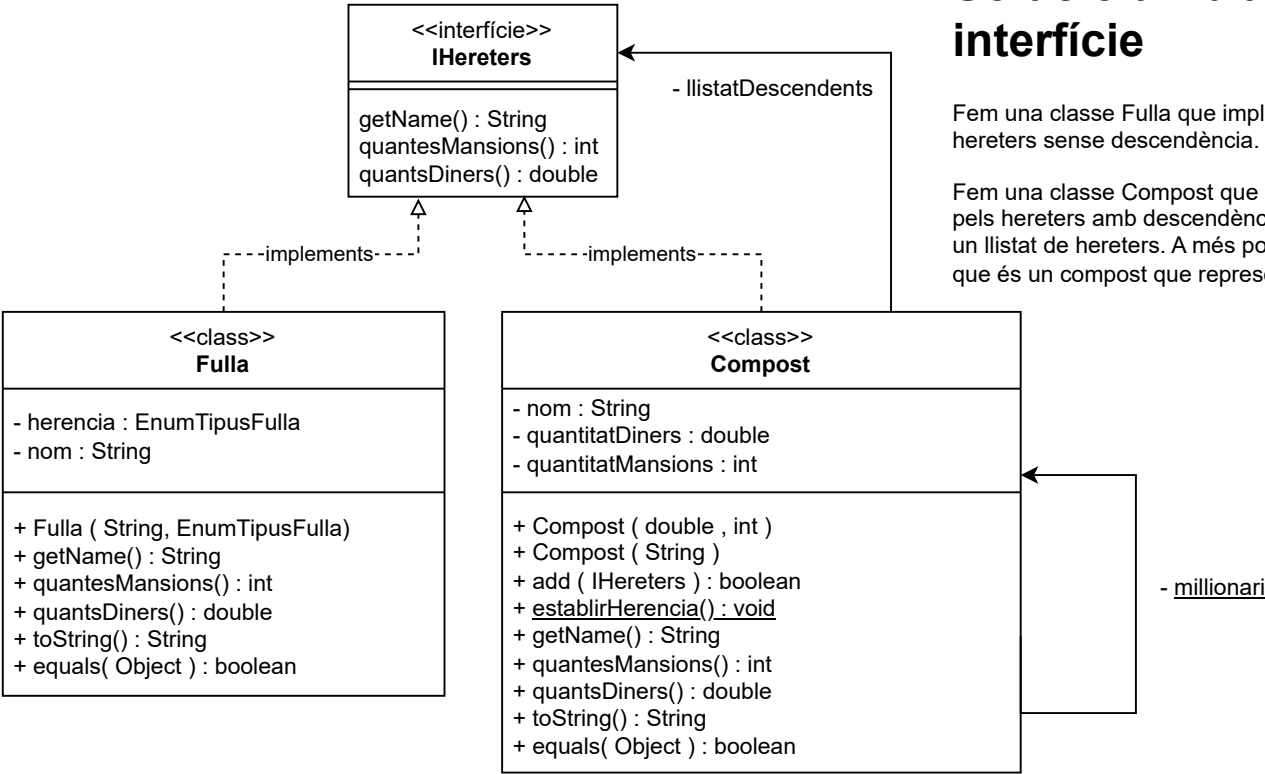 <<interfície>>
IHereters
getName() : String
quantesMansions() : int
quantsDiners() : double
- llistatDescendents
interfície
Fem una classe Fulla que
hereters sense descendència.
Fem una classe Compost que
pels hereters amb
un llistat de hereters. A més
que és un compost que
implements
implements
<<class>>
Fulla
- herencia : EnumTipusFulla
- nom : String
+ Fulla ( String, EnumTipusFulla)
+ getName() : String
+ quantesMansions() : int
+ quantsDiners() : double
+ toString() : String
+ equals( Object ) : boolean
<<class>>
Compost
- nom : String
- quantitatDiners : double
- quantitatMansions : int
+ Compost ( double , int )
+ Compost ( String )
+ add ( IHereters ) : boolean
+ establirHerencia() : void
+ getName() : String
+ quantesMansions() : int
+ quantsDiners() : double
+ toString() : String
+ equals( Object ) : boolean
- millionari